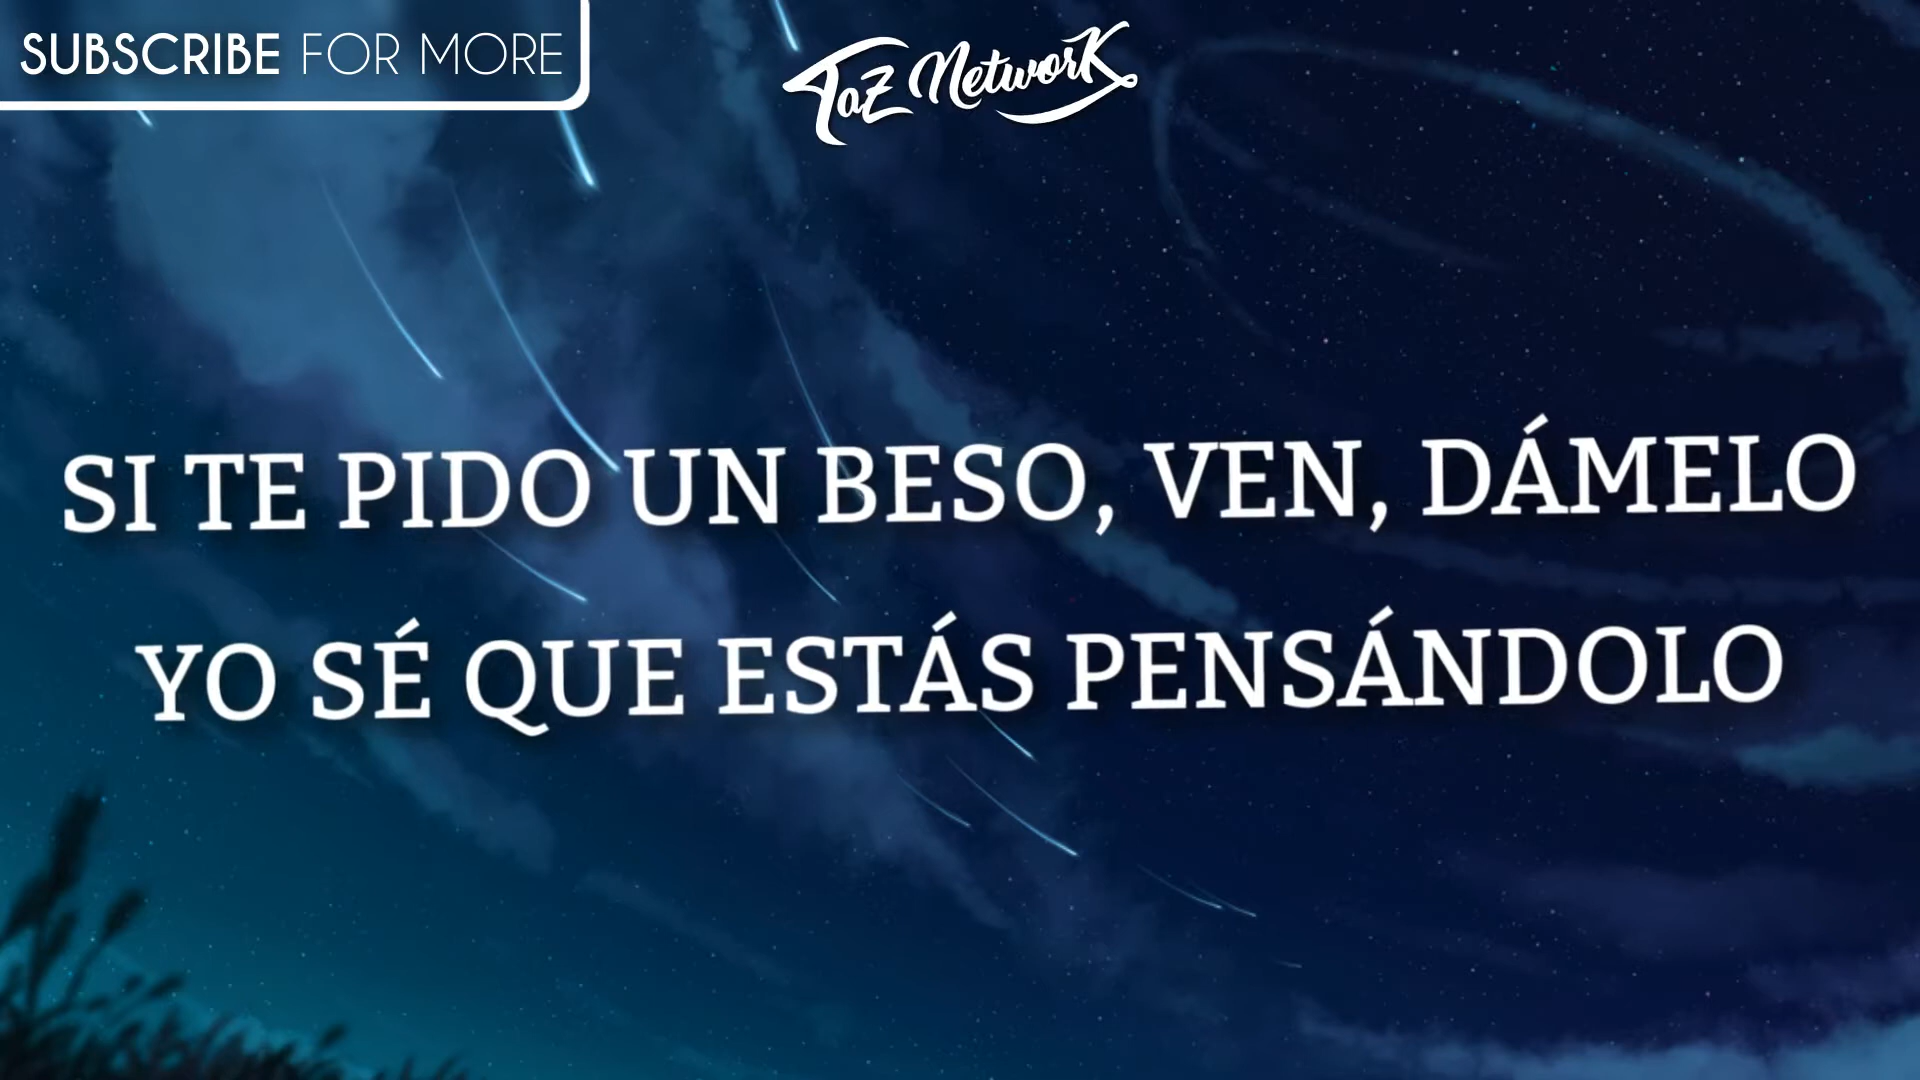 SUBSCRIBE FOR MORE
TaZ NetworK
SI TE PIDO UN BESO, VEN, DÁMELO
YO SÉ QUE ESTÁS PENSÁNDOLO